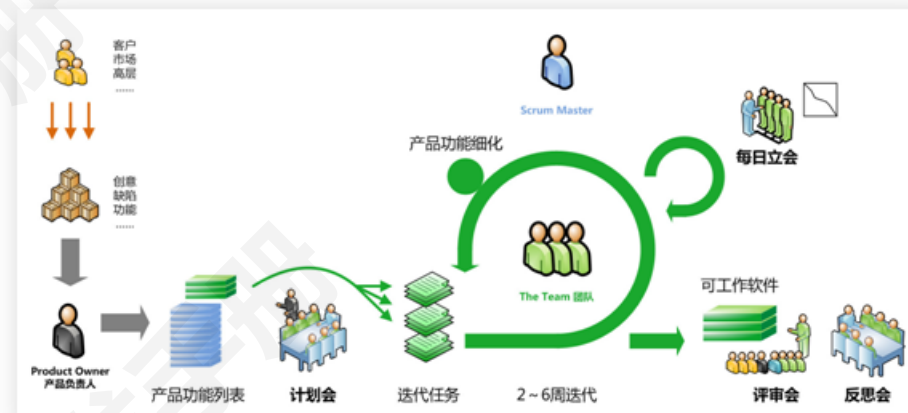 客户
市场
高层
......
创意
缺陷
功能
......
Product Owner
产品负责人
产品功能列表
计划会
迭代任务
产品功能细化
Scrum Master
The Team 团队
2~6周迭代
每日立会
可工作软件
评审会
反思会